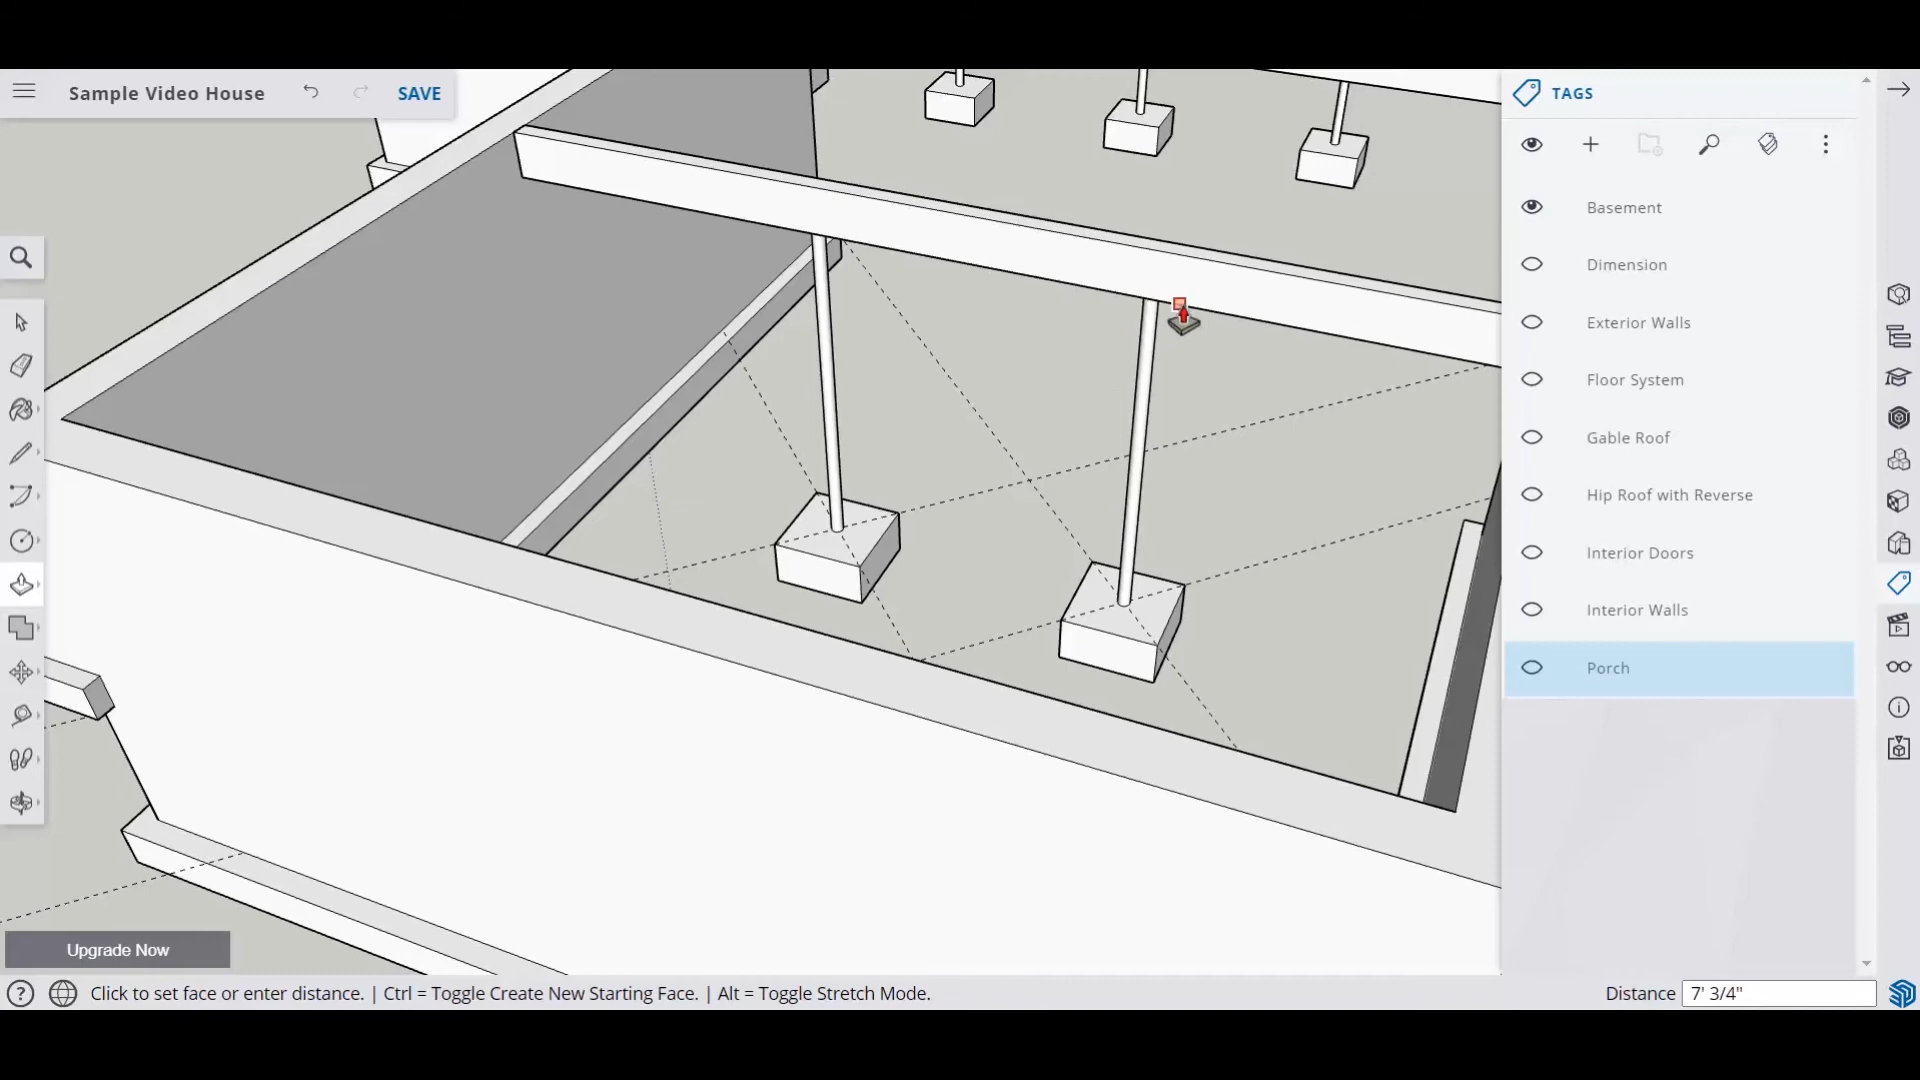 Sample Video House
SAVE
TAGS
Basement
Dimension
Exterior Walls
Floor System
Gable Roof
Hip Roof with Reverse
Interior Doors
Interior Walls
Porch
Upgrade Now
Click to set face or enter distance. | Ctrl = Toggle Create New Starting Face. | Alt = Toggle Stretch Mode.
Distance 7' 3/4"